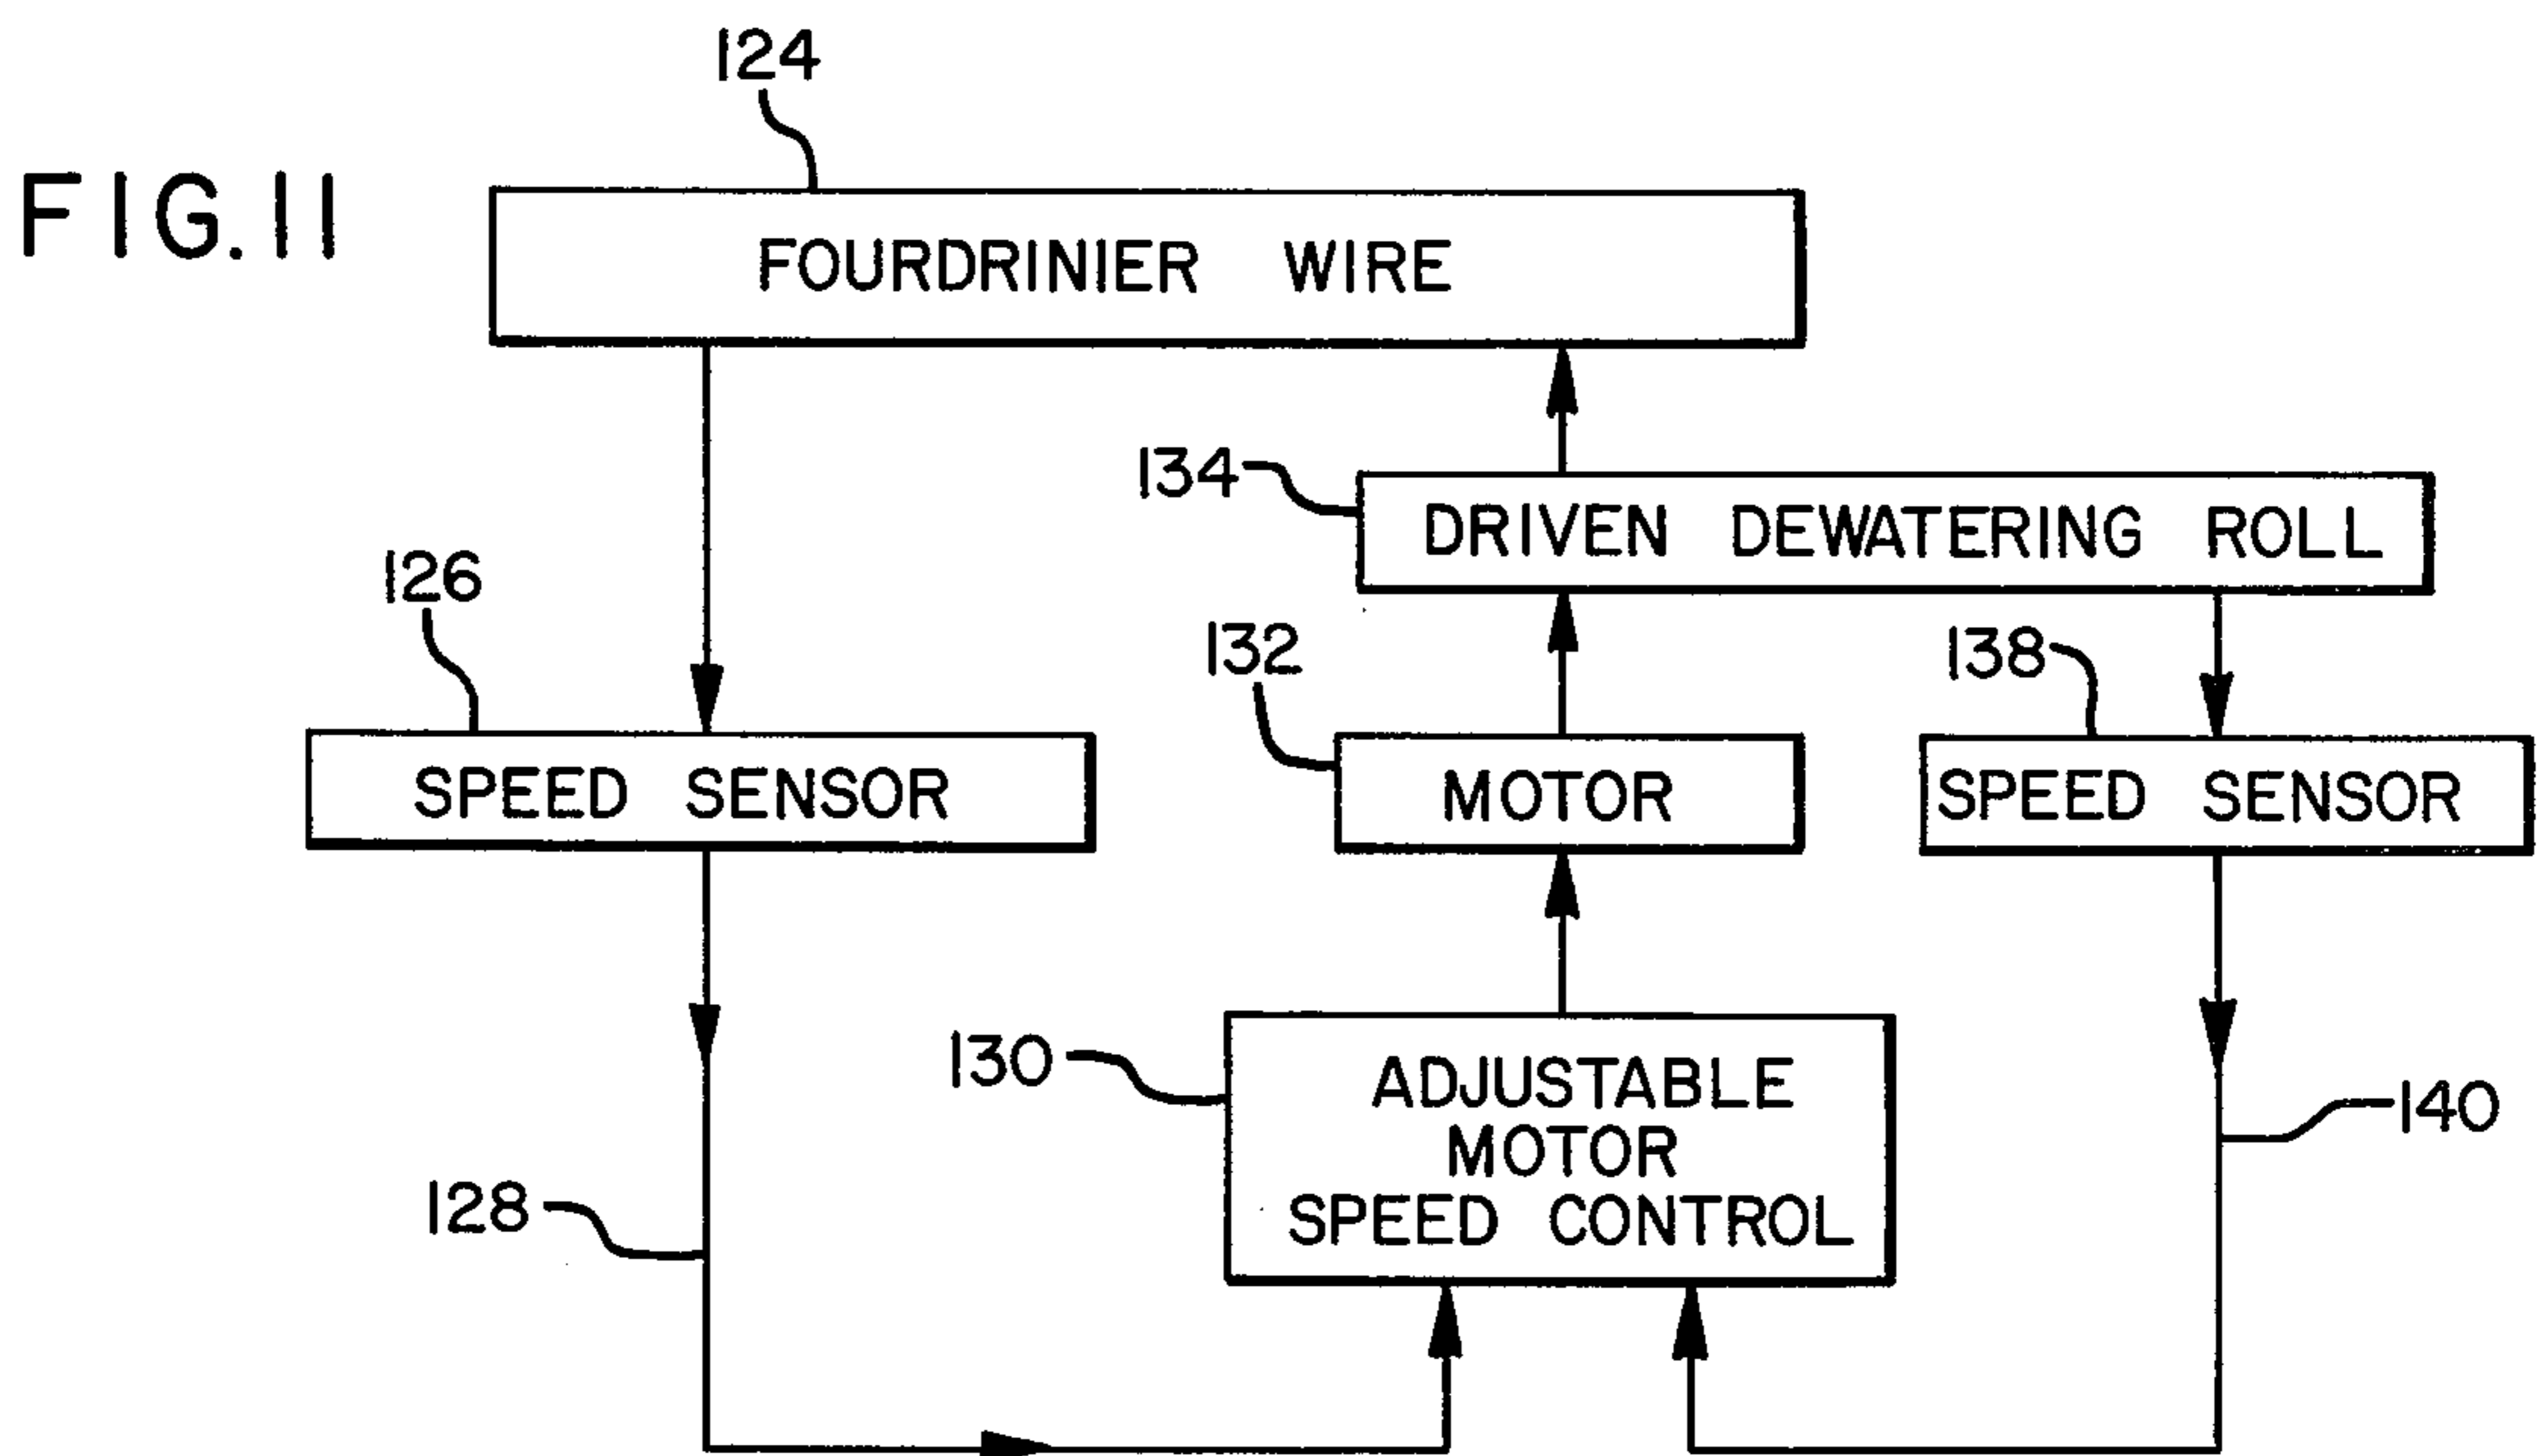 124
FIG. 11
FOURDRINIER WIRE
134
DRIVEN DEWATERING ROLL
126
132
138
SPEED SENSOR
MOTOR
SPEED SENSOR
130
ADJUSTABLE
MOTOR
SPEED CONTROL
140
128